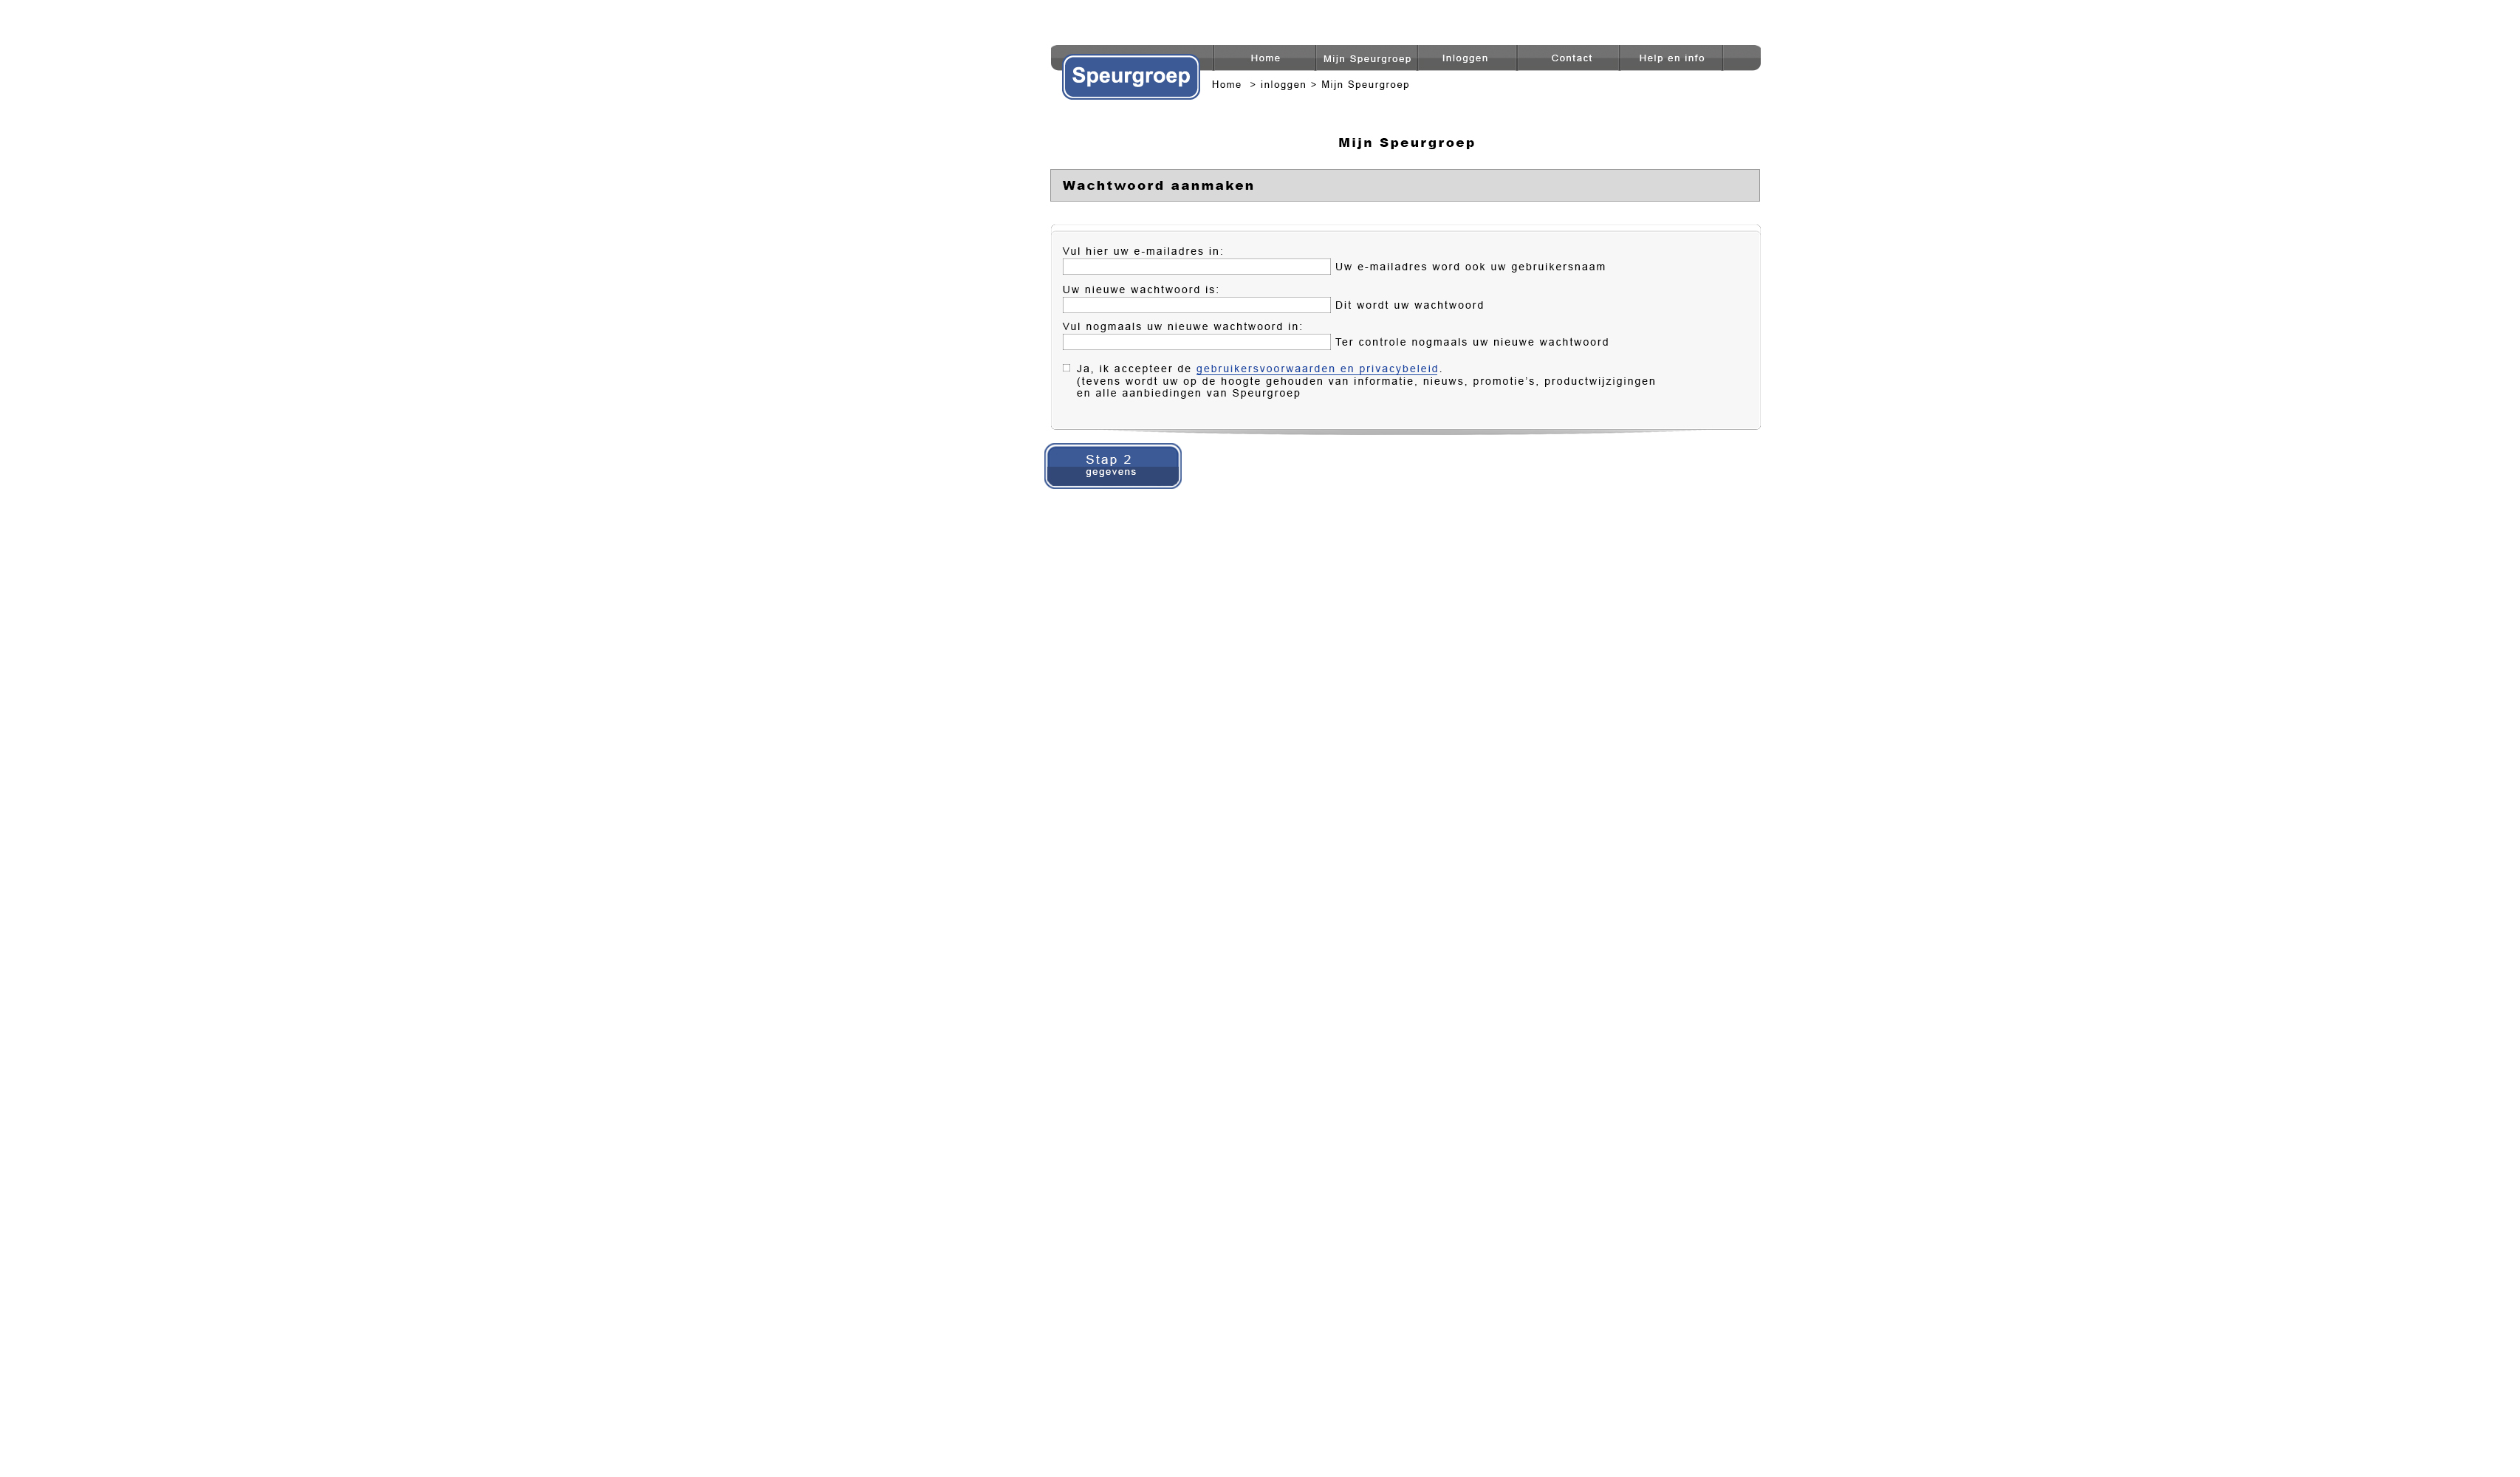 Home Mijn Speurgroep Inloggen Contact Help en info
Speurgroep
Home > inloggen > Mijn Speurgroep
Mijn Speurgroep
Wachtwoord aanmaken
Vul hier uw e-mailadres in:
Uw e-mailadres word ook uw gebruikersnaam
Uw nieuwe wachtwoord is:
Dit wordt uw wachtwoord
Vul nogmaals uw nieuwe wachtwoord in:
Ter controle nogmaals uw nieuwe wachtwoord
Ja, ik accepteer de gebruikersvoorwaarden en privacybeleid.
(tevens wordt uw op de hoogte gehouden van informatie, nieuws, promotie's, productwijzigingen
en alle aanbiedingen van Speurgroep
Stap 2
gegevens